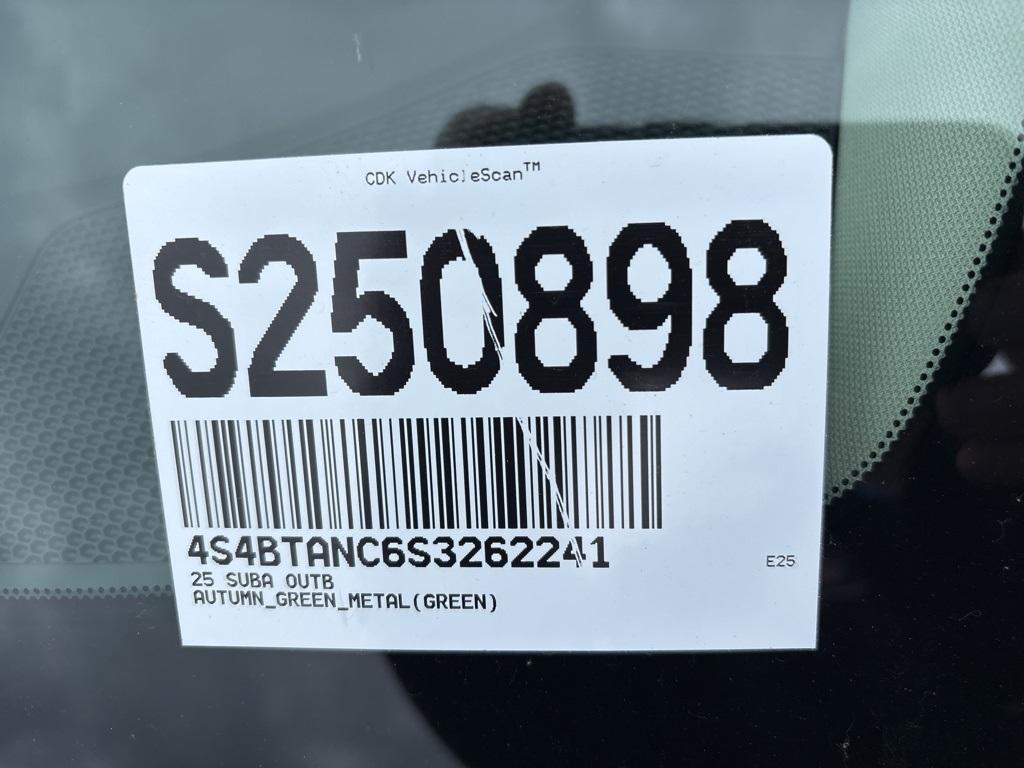 CDK VehicleScan™
S250898
4S4BTANC6S3262241
E25
25 SUBA OUTB
AUTUMN_GREEN_METAL(GREEN)